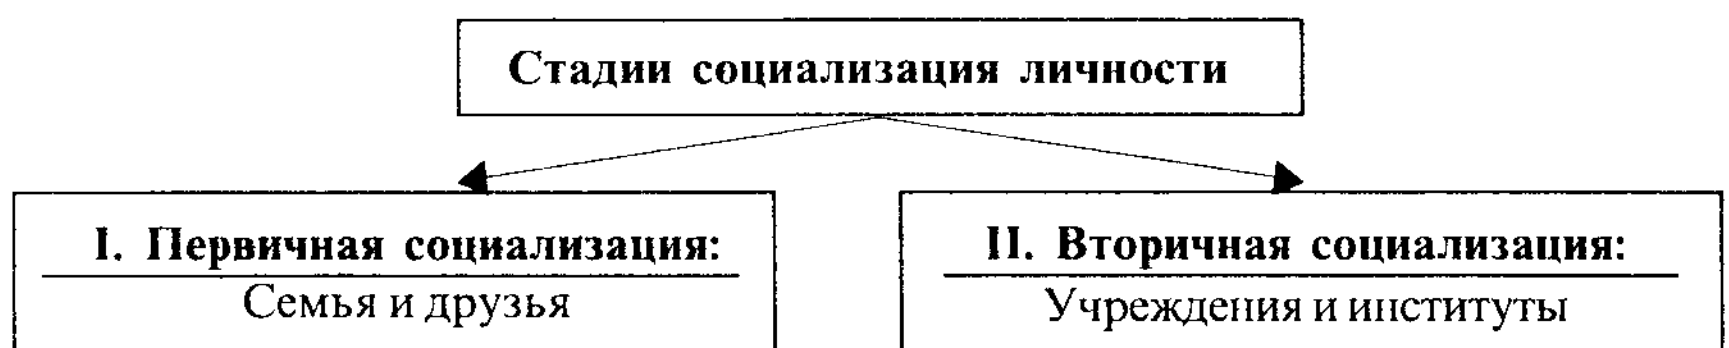 Стадии социализация личности
I. Первичная социализация:
Семья и друзья
II. Вторичная социализация:
Учреждения и институты